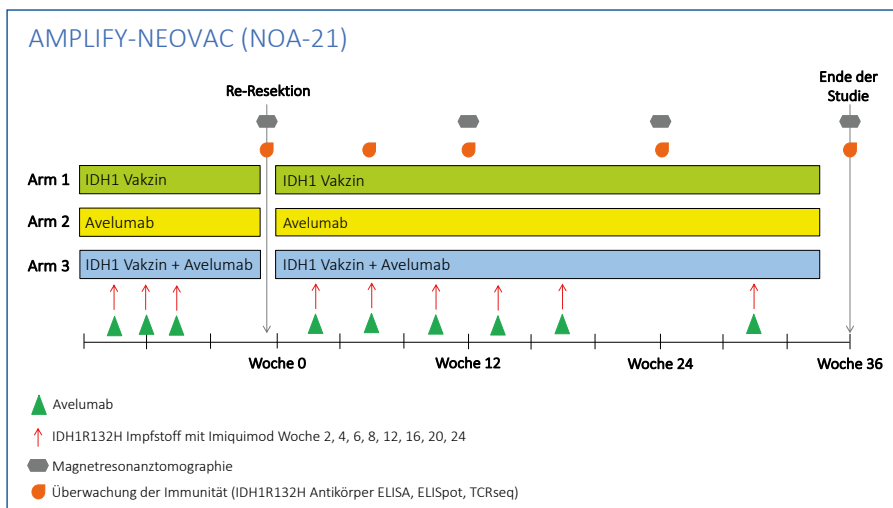 AMPLIFY-NEOVAC (NOA-21)
Re-Resektion
Ende der
Studie
Arm 1 IDH1 Vakzin IDH1 Vakzin
Arm 2 Avelumab Avelumab
Arm 3 IDH1 Vakzin + Avelumab IDH1 Vakzin + Avelumab
Woche 0 Woche 12 Woche 24 Woche 36
Avelumab
IDH1R132H Impfstoff mit Imiquimod Woche 2, 4, 6, 8, 12, 16, 20, 24
Magnetresonanztomographie
Überwachung der Immunität (IDH1R132H Antikörper ELISA, ELISpot, TCRseq)